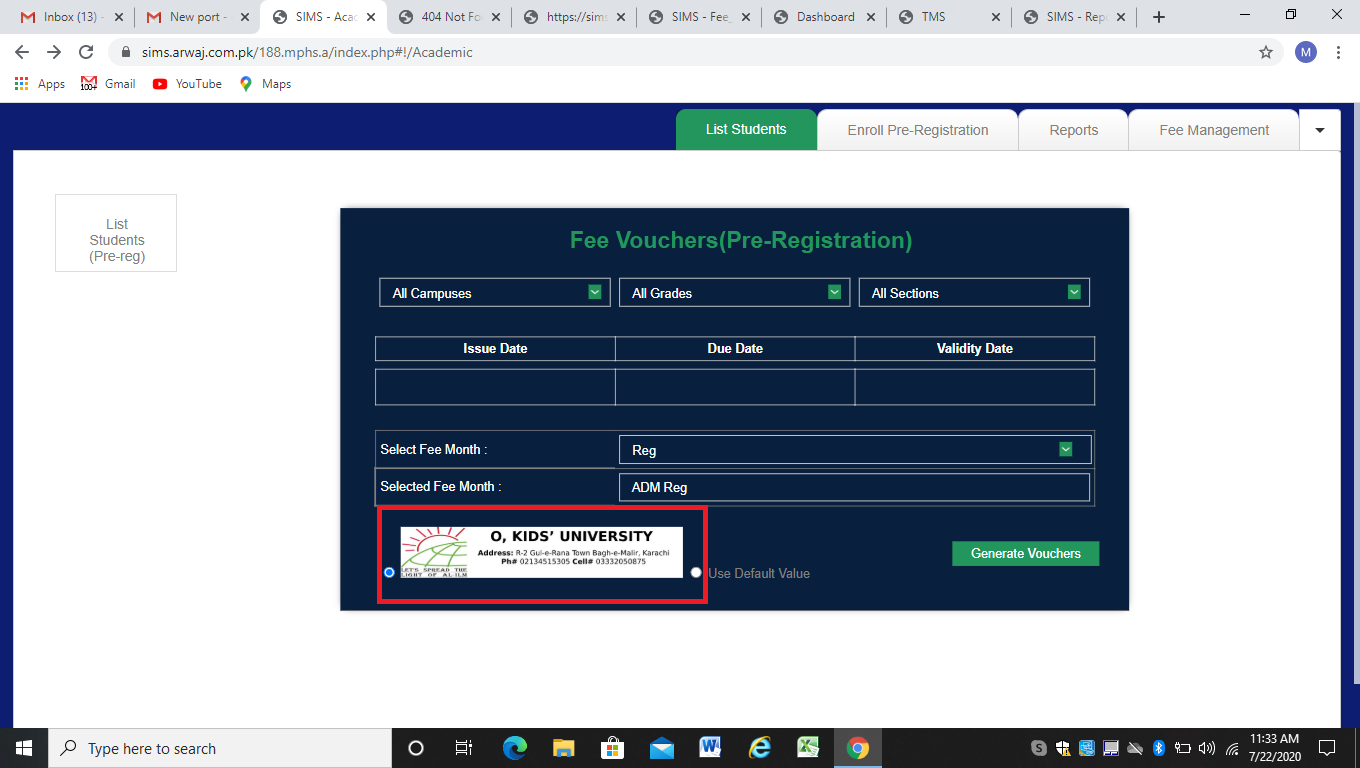 Inbox (13) -
New port -
SIMS - Aca
404 Not Fo
https://sims
SIMS - Fee_
Dashboard
TMS
SIMS - Rep
sims.arwaj.com.pk/188.mphs.a/index.php#!/Academic
M
Apps
100+
Gmail
YouTube
Maps
List Students
Enroll Pre-Registration
Reports
Fee Management
List
Students
(Pre-reg)
Fee Vouchers(Pre-Registration)
All Campuses
All Grades
All Sections
Issue Date
Due Date
Validity Date
Select Fee Month :
Reg
Selected Fee Month :
ADM Reg
O, KIDS’ UNIVERSITY
Address: R-2 Gul-e-Rana Town Bagh-e-Malir, Karachi
Ph# 02134515305 Cell# 03332050875
LET'S SPREAD THE
LIGHT OF AL-ILM
Use Default Value
Generate Vouchers
Type here to search
11:33 AM
7/22/2020